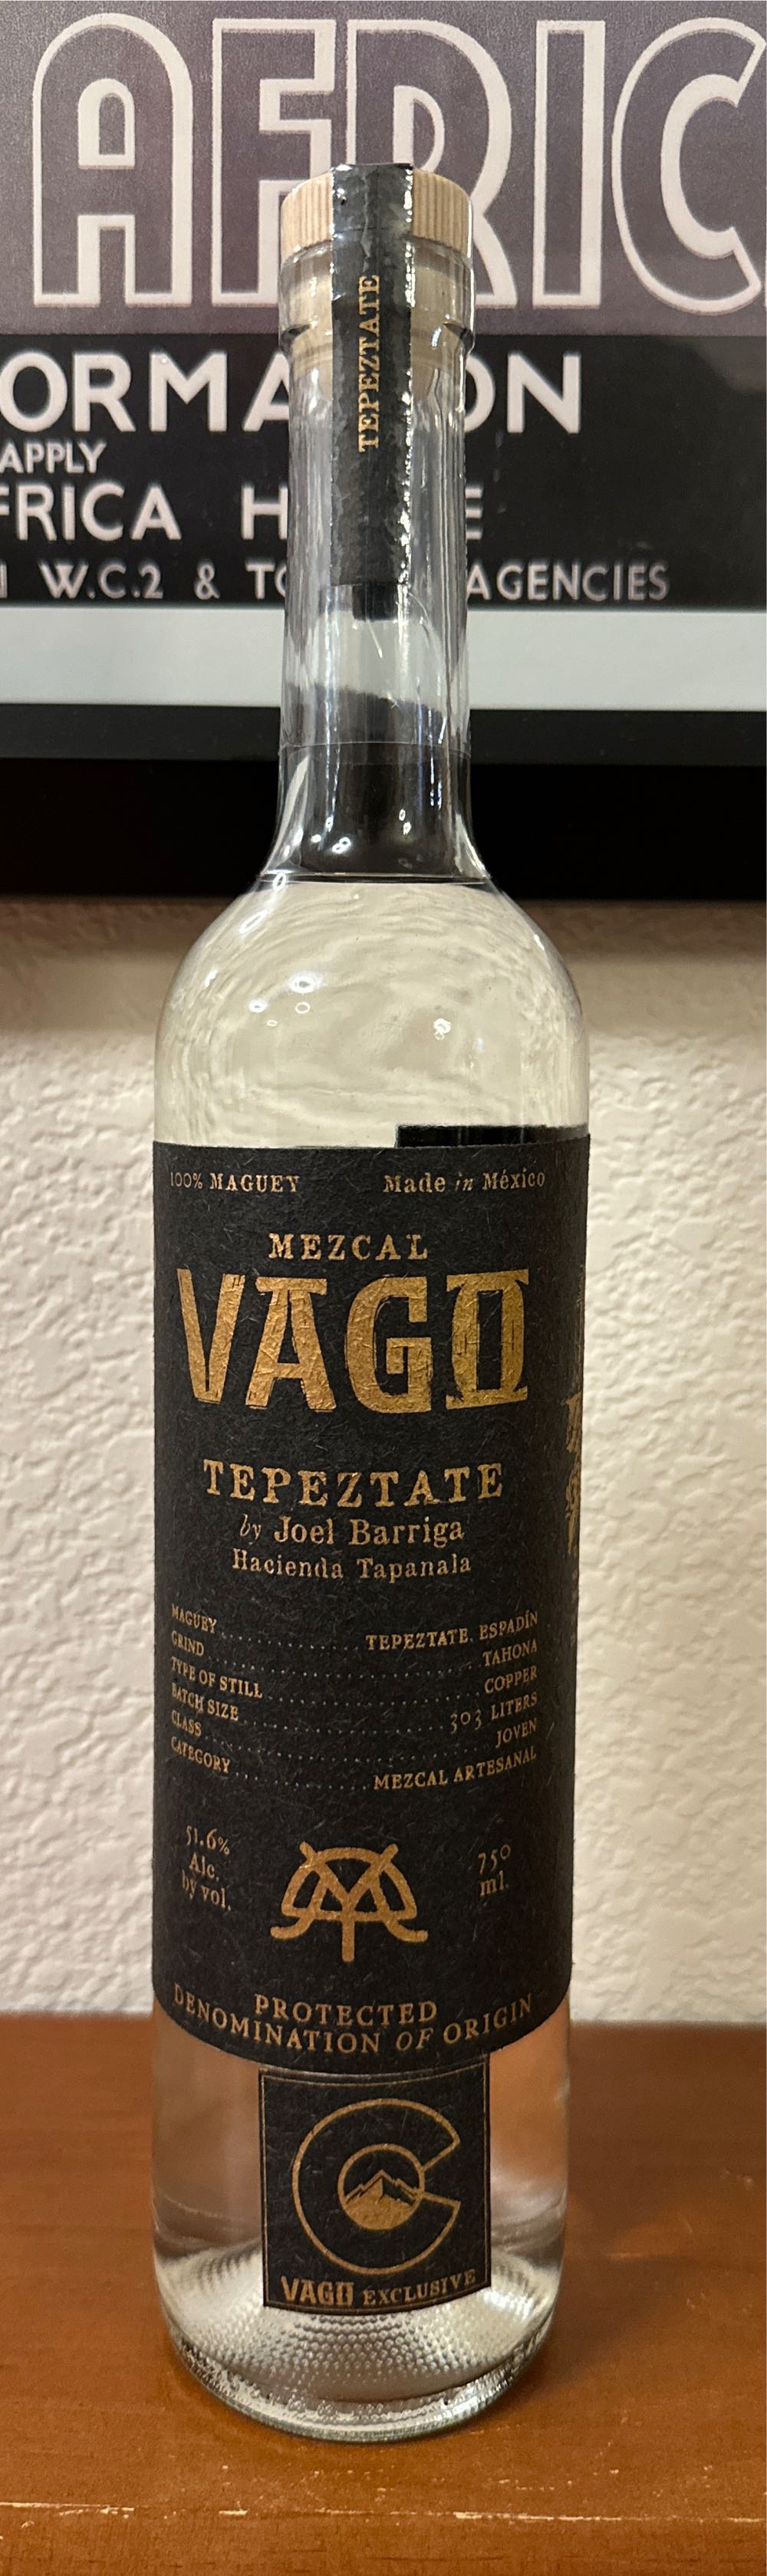 AFRIC
ORMA ON
APPLY
FRICA H E
W.C.2 & TO AGENCIES
TEPEZTATE
100% MAGUEY Made in México
MEZCAL
VAGO
TEPEZTATE
by Joel Barriga
Hacienda Tapanala
MAGUEY TEPEZTATE, ESPADÍN
GRIND TAHONA
TYPE OF STILL COPPER
BATCH SIZE 303 LITERS
CLASS JOVEN
CATEGORY MEZCAL ARTESANAL
51.6%
Alc.
by vol.
750
ml.
PROTECTED
DENOMINATION OF ORIGIN
C
VAGO EXCLUSIVE